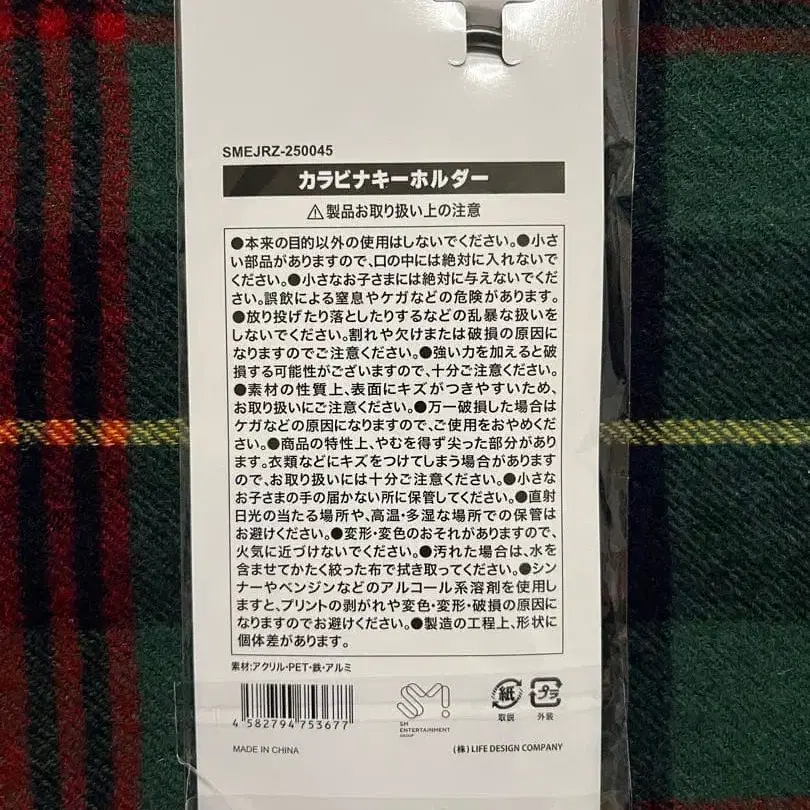 SMEJRZ-250045
カラビナキーホルダー
⚠製品お取り扱い上の注意
●本来の目的以外の使用はしないでください。●小さ
い部品がありますので、口の中には絶対に入れないで
ください。●小さなお子さまには絶対に与えないでくだ
さい。誤飲による窒息やケガなどの危険があります。
●放り投げたり落としたりするなどの乱暴な扱いを
しないでください。割れや欠けまたは破損の原因に
なりますのでご注意ください。●強い力を加えると破
損する可能性がございますので、十分ご注意ください。
●素材の性質上、表面にキズがつきやすいため、
お取り扱いにご注意ください。●万一破損した場合は
ケガなどの原因になりますので、ご使用をおやめくだ
さい。●商品の特性上、やむを得ず尖った部分があり
ます。衣類などにキズをつけてしまう場合があります
ので、お取り扱いには十分ご注意ください。●小さな
お子さまの手の届かない所に保管してください。●直射
日光の当たる場所や、高温・多湿な場所での保管は
お避けください。●変形・変色のおそれがありますので、
火気に近づけないでください。●汚れた場合は、水を
含ませてかたく絞った布で拭き取ってください。●シン
ナーやベンジンなどのアルコール系溶剤を使用し
ますと、プリントの剥がれや変色・変形・破損の原因に
なりますのでお避けください。●製造の工程上、形状に
個体差があります。
素材:アクリル・PET・鉄・アルミ
4 582794 753677
SM
SM
ENTERTAINMENT
GROUP
紙
取説
プラ
外装
MADE IN CHINA
(株) LIFE DESIGN COMPANY